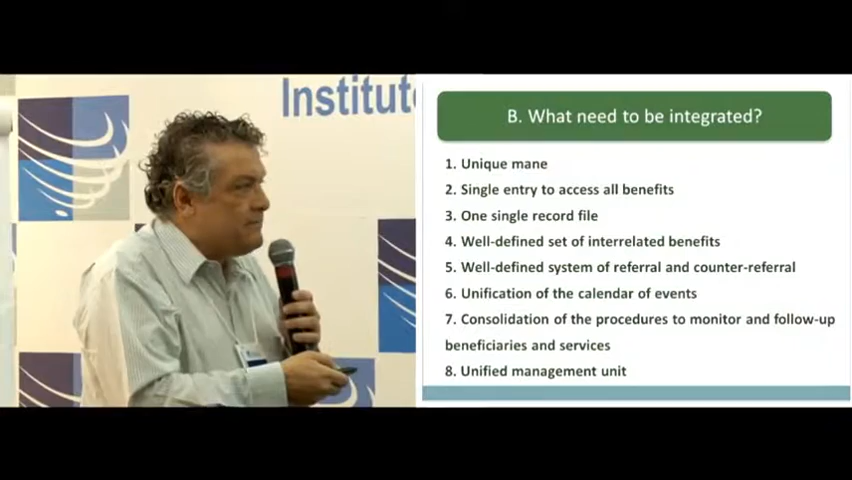 Institut
B. What need to be integrated?
1. Unique mane
2. Single entry to access all benefits
3. One single record file
4. Well-defined set of interrelated benefits
5. Well-defined system of referral and counter-referral
6. Unification of the calendar of events
7. Consolidation of the procedures to monitor and follow-up
beneficiaries and services
8. Unified management unit